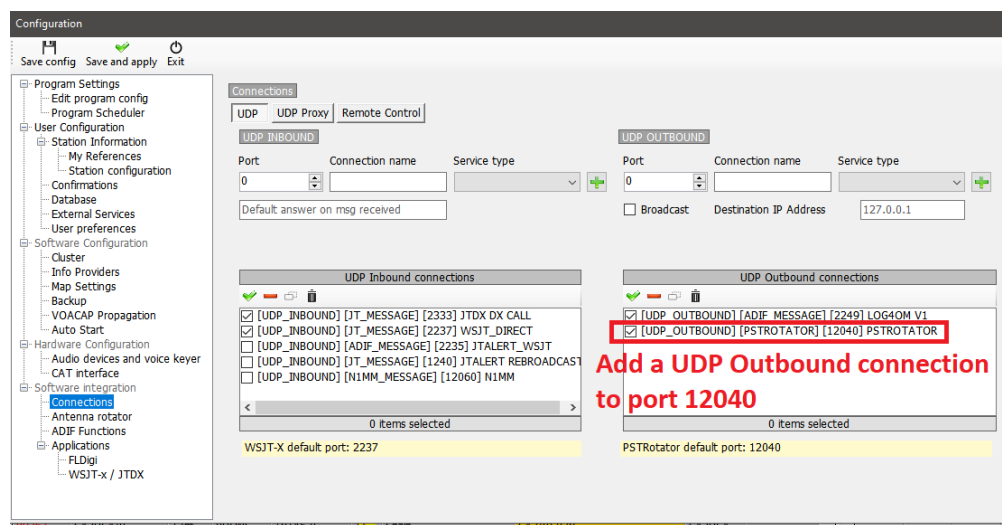 Configuration
Save config Save and apply Exit
Program Settings
Edit program config
Program Scheduler
User Configuration
Station Information
My References
Station configuration
Confirmations
Database
External Services
User preferences
Software Configuration
Cluster
Info Providers
Map Settings
Backup
VOACAP Propagation
Auto Start
Hardware Configuration
Audio devices and voice keyer
CAT interface
Software integration
Connections
Antenna rotator
ADIF Functions
Applications
FLDigi
WSJT-x / JTDX
Connections
UDP UDP Proxy Remote Control
UDP INBOUND
Port Connection name Service type
0
Default answer on msg received
UDP Inbound connections
[UDP_INBOUND] [JT_MESSAGE] [2333] JTDX DX CALL
[UDP_INBOUND] [JT_MESSAGE] [2237] WSJT_DIRECT
[UDP_INBOUND] [ADIF_MESSAGE] [2235] JTALERT_WSJT
[UDP_INBOUND] [JT_MESSAGE] [1240] JTALERT REBROADCAST
[UDP_INBOUND] [N1MM_MESSAGE] [12060] N1MM
0 items selected
WSJT-X default port: 2237
UDP OUTBOUND
Port Connection name Service type
0
Broadcast Destination IP Address 127.0.0.1
UDP Outbound connections
[UDP_OUTBOUND] [ADIF_MESSAGE] [2249] LOG4OM V1
[UDP_OUTBOUND] [PSTROTATOR] [12040] PSTROTATOR
Add a UDP Outbound connection
to port 12040
0 items selected
PSTRotator default port: 12040